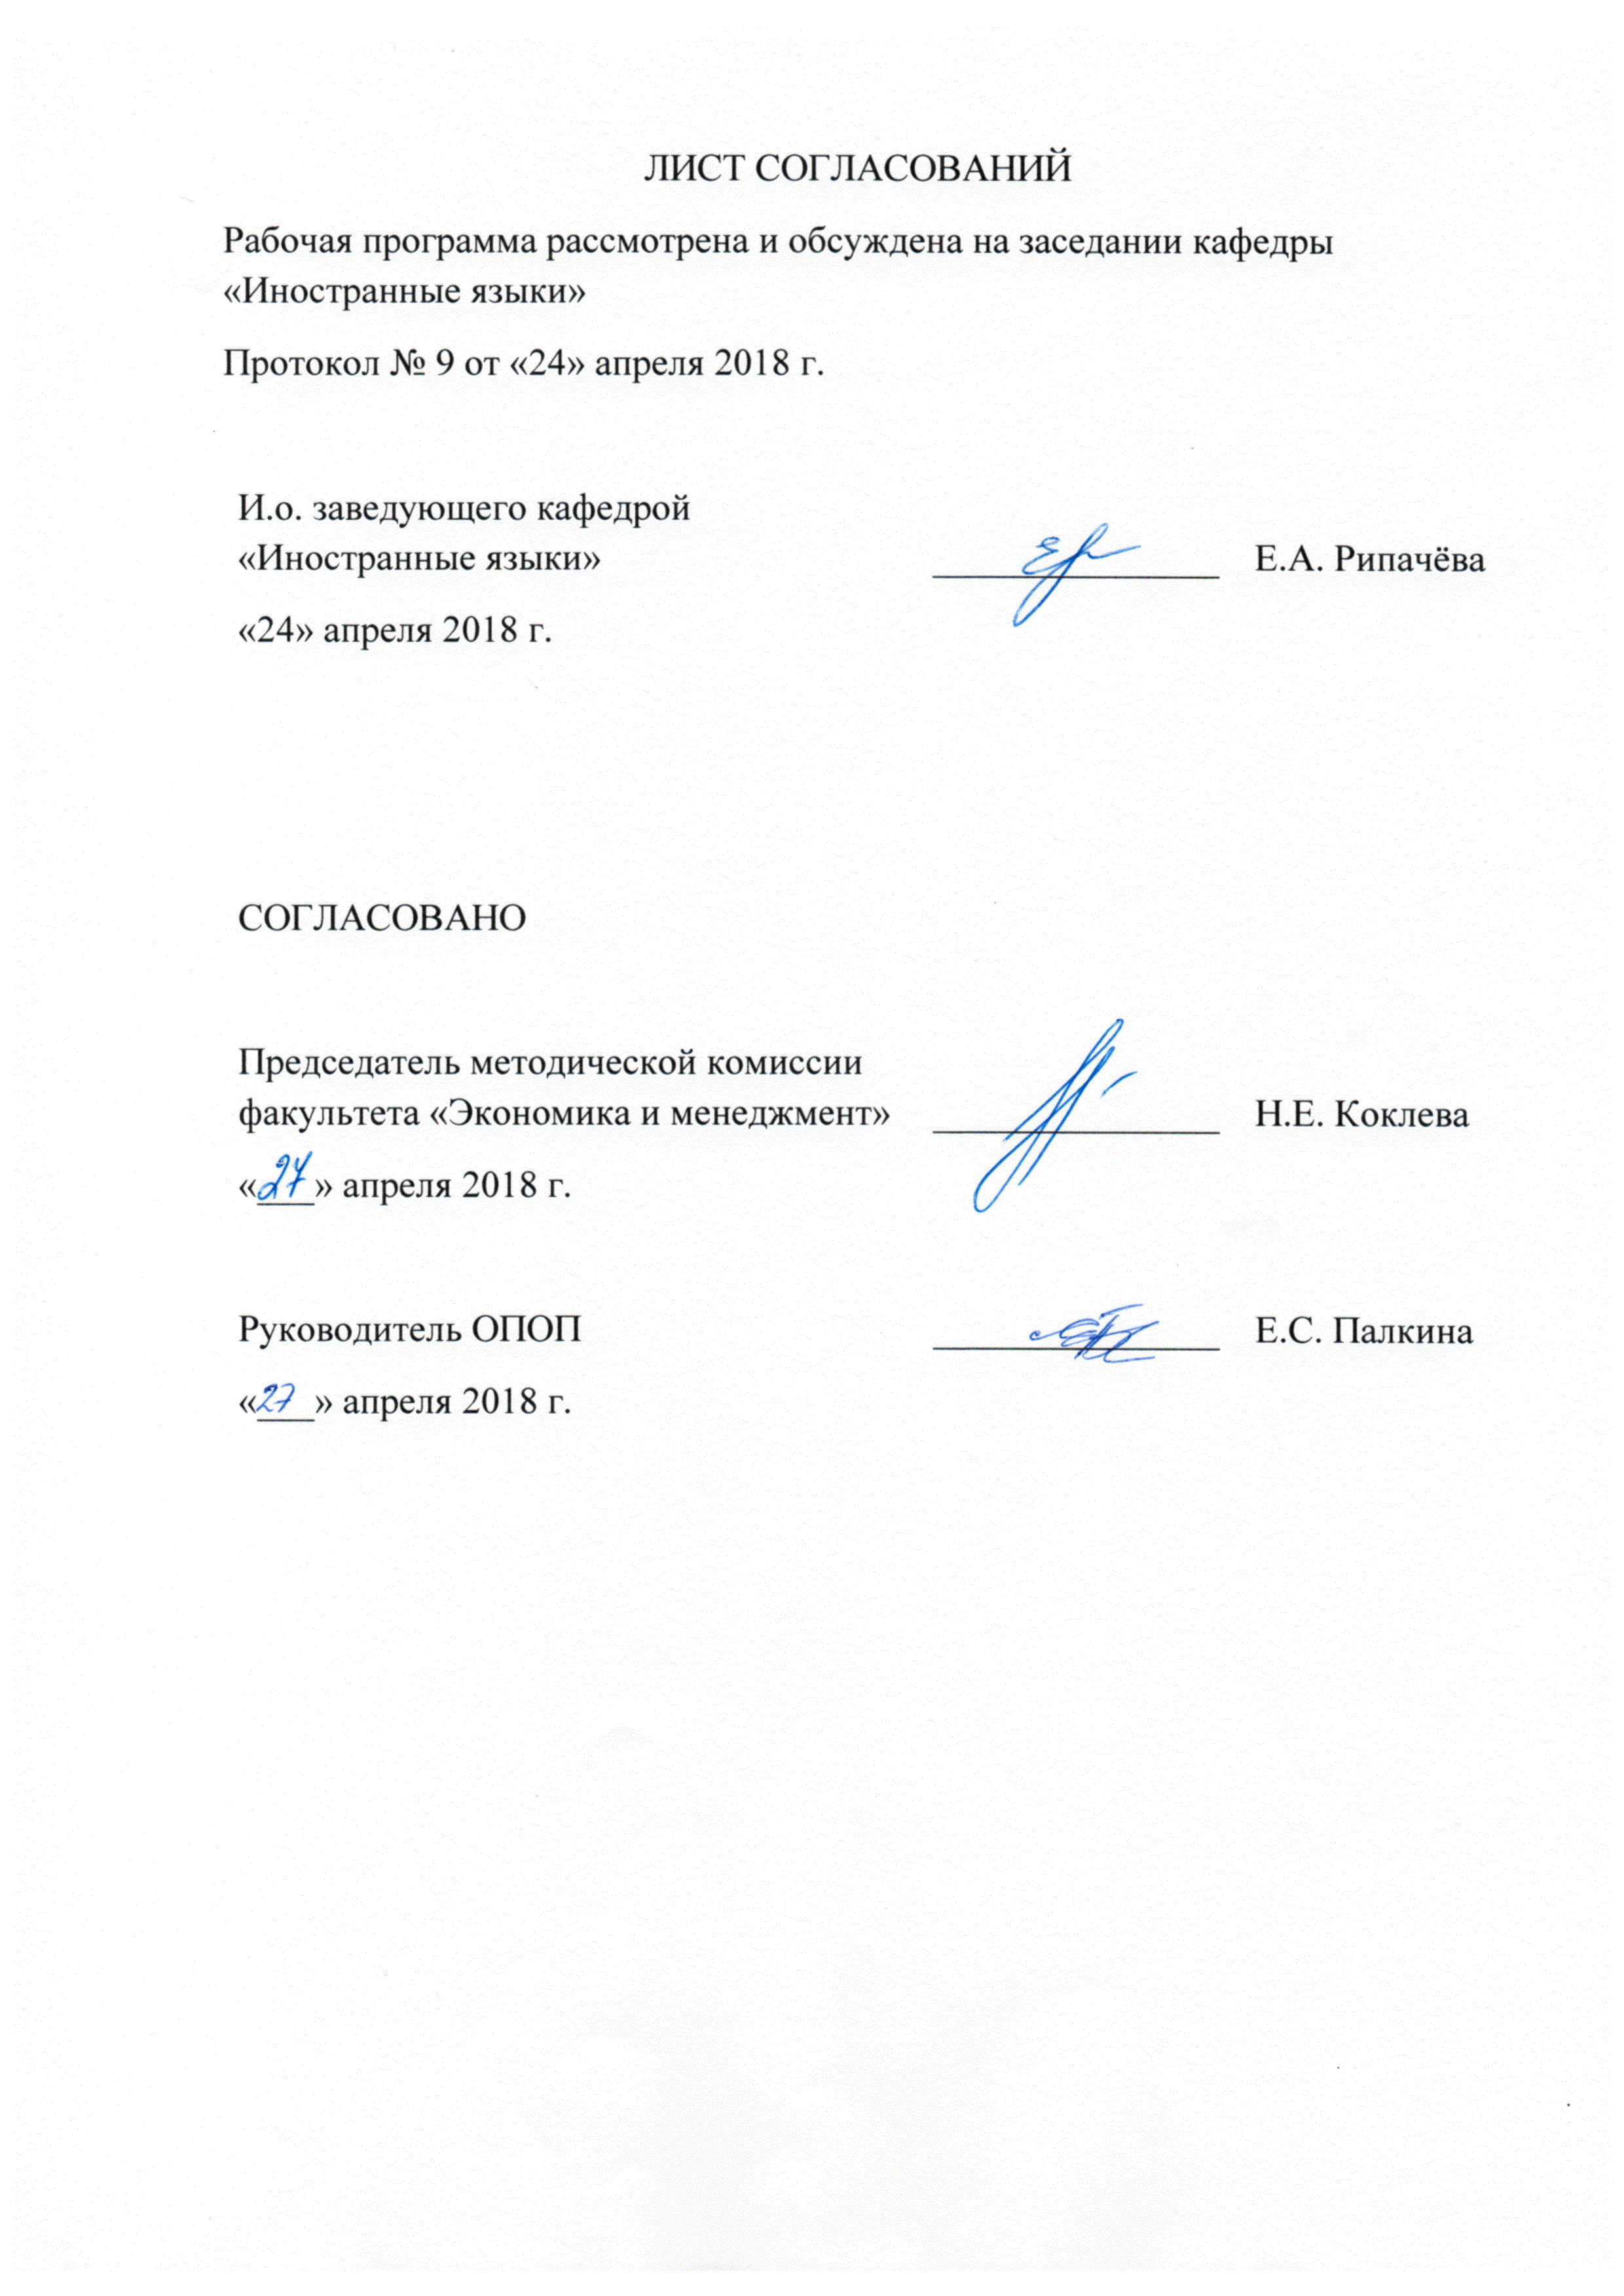 ЛИСТ СОГЛАСОВАНИЙ
Рабочая программа рассмотрена и обсуждена на заседании кафедры
«Иностранные языки»
Протокол № 9 от «24» апреля 2018 г.
И.о. заведующего кафедрой
«Иностранные языки» Е.А. Рипачёва
«24» апреля 2018 г.
СОГЛАСОВАНО
Председатель методической комиссии
факультета «Экономика и менеджмент» Н.Е. Коклева
«27» апреля 2018 г.
Руководитель ОПОП Е.С. Палкина
«27» апреля 2018 г.